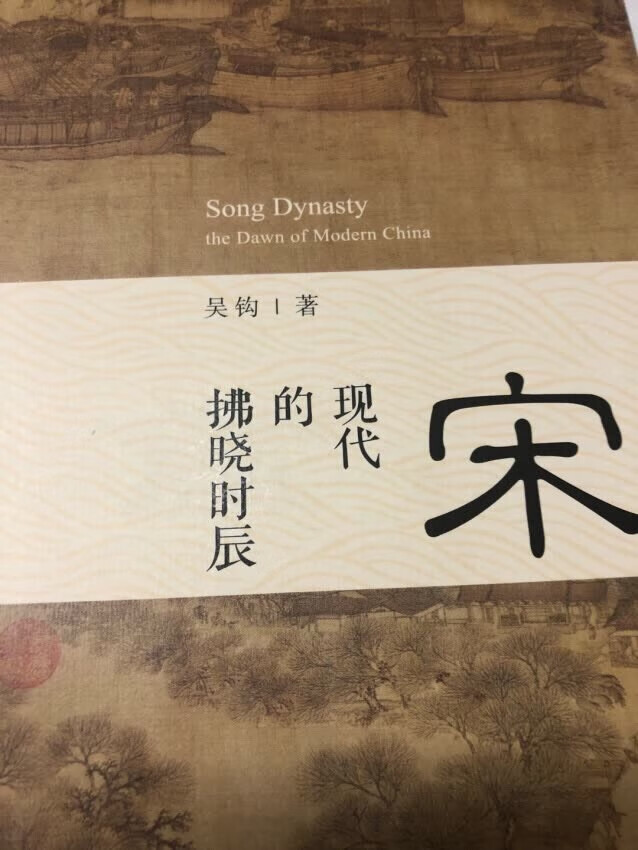 Song Dynasty
the Dawn of Modern China
吴钩 | 著
宋
现代
的
拂晓时辰